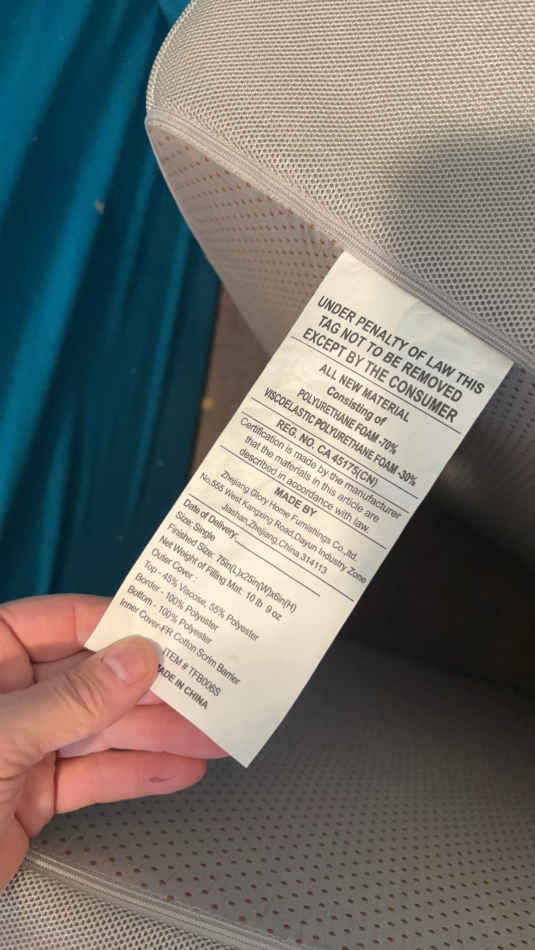 UNDER PENALTY OF LAW THIS
TAG NOT TO BE REMOVED
EXCEPT BY THE CONSUMER
ALL NEW MATERIAL
Consisting of
POLYURETHANE FOAM -70%
VISCOELASTIC POLYURETHANE FOAM -30%
REG. NO. CA 45175(CN)
Certification is made by the manufacturer
that the materials in this article are
described in accordance with law.
MADE BY
Zhejiang Glory Home Furnishings Co.,ltd.
No.555 West Kangxing Road,Dayun Industry Zone
Jiashan,Zhejiang,China 314113
Date of Delivery:
Size: Single
Finished Size: 75in(L)x25in(W)x6in(H)
Net Weight of Filling Mat: 10 lb 9 oz
Outer Cover :
Top - 45% Viscose, 55% Polyester
Border - 100% Polyester
Bottom - 100% Polyester
Inner Cover-FR Cotton Scrim Barrier
ITEM # TFB006S
MADE IN CHINA